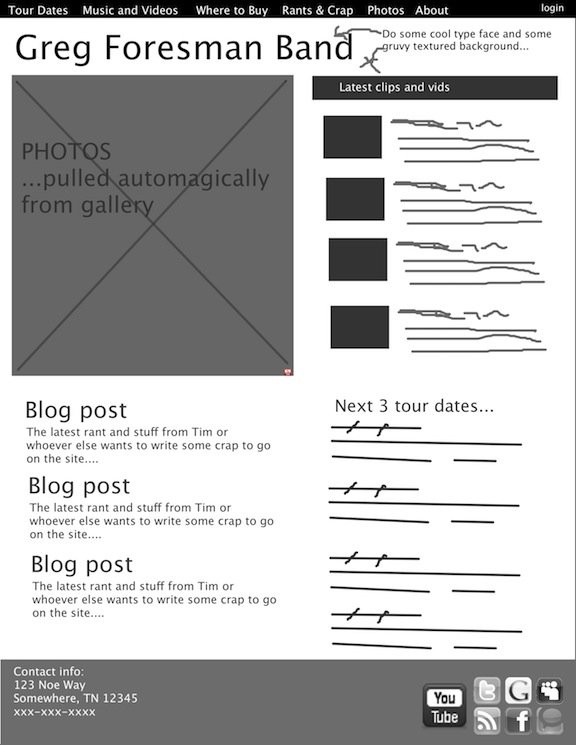 Tour Dates Music and Videos Where to Buy Rants & Crap Photos About login
Greg Foresman Band
Do some cool type face and some
gruvy textured background...
Latest clips and vids
PHOTOS
...pulled automagically
from gallery
Blog post
The latest rant and stuff from Tim or
whoever else wants to write some crap to go
on the site....
Blog post
The latest rant and stuff from Tim or
whoever else wants to write some crap to go
on the site....
Blog post
The latest rant and stuff from Tim or
whoever else wants to write some crap to go
on the site....
Next 3 tour dates...
Contact info:
123 Noe Way
Somewhere, TN 12345
xxx-xxx-xxxx
You
Tube
t G
f